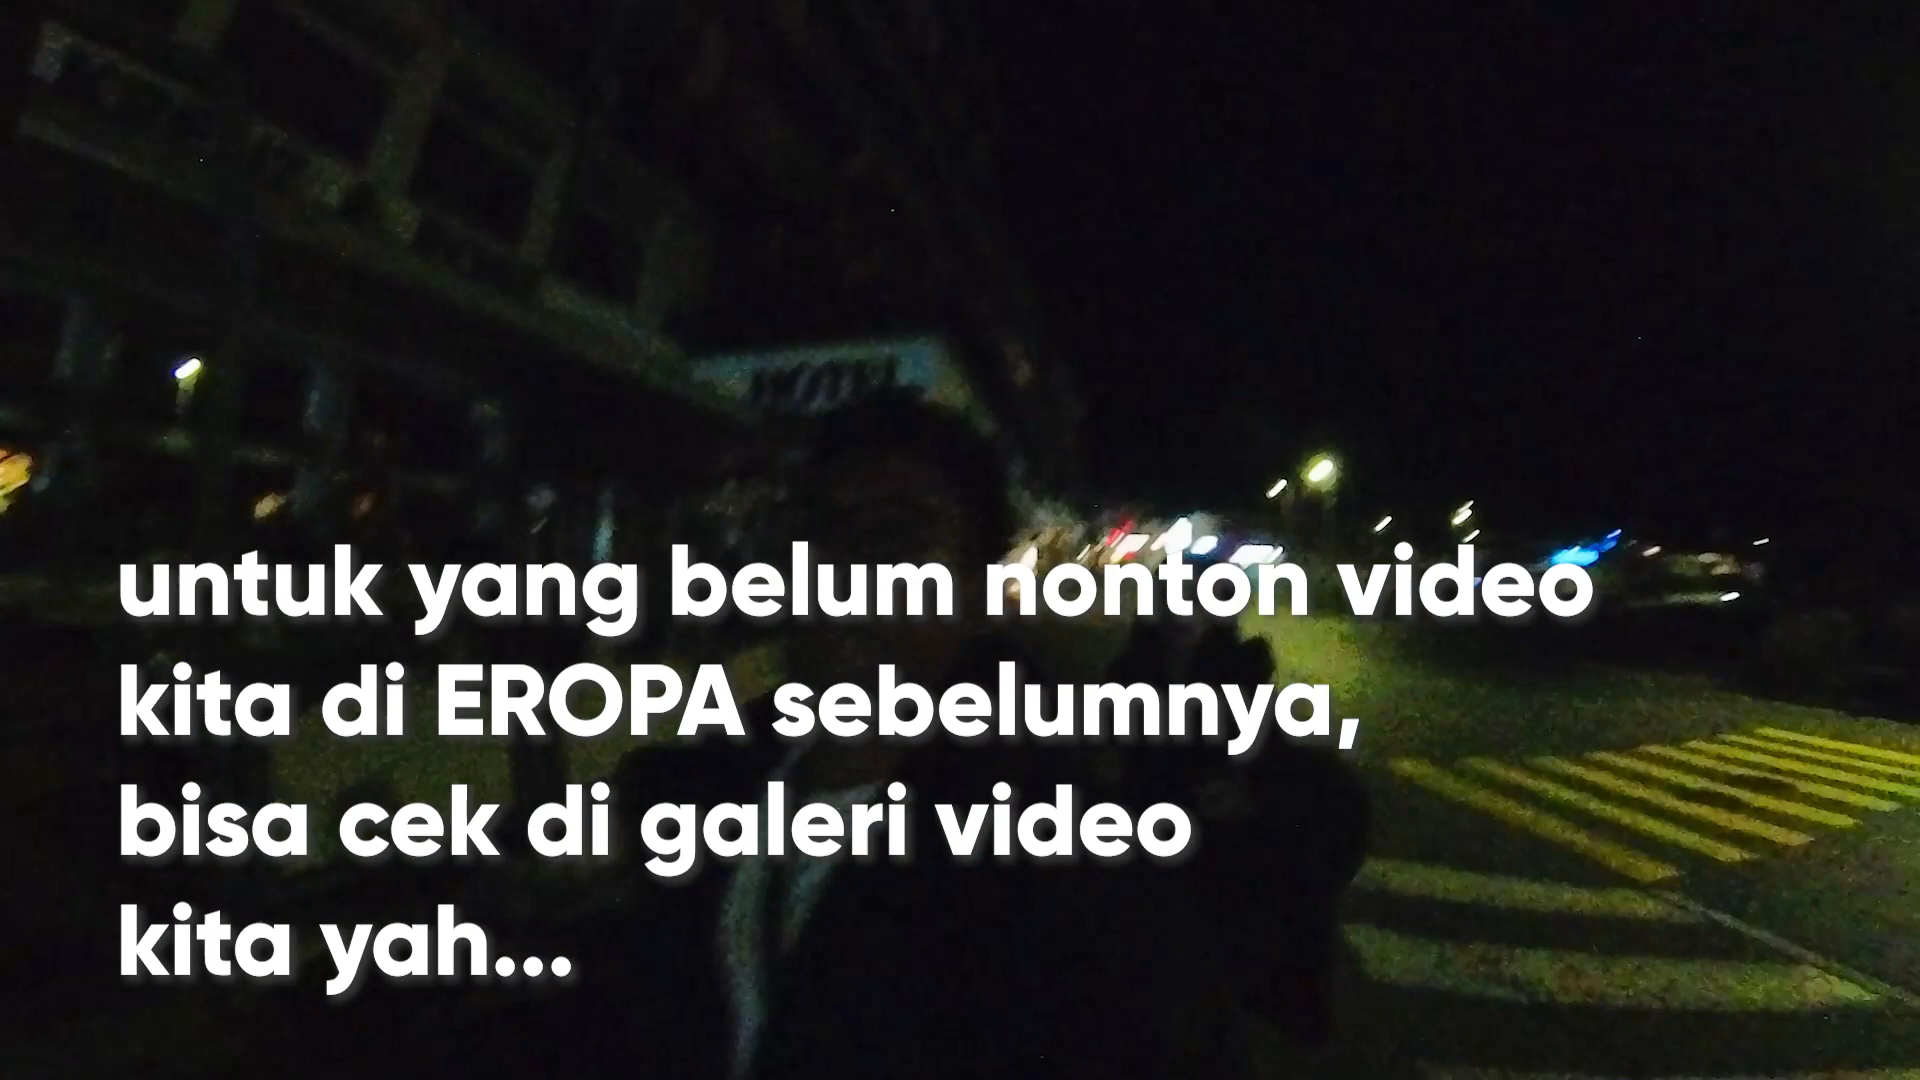 untuk yang belum nonton video
kita di EROPA sebelumnya,
bisa cek di galeri video
kita yah...